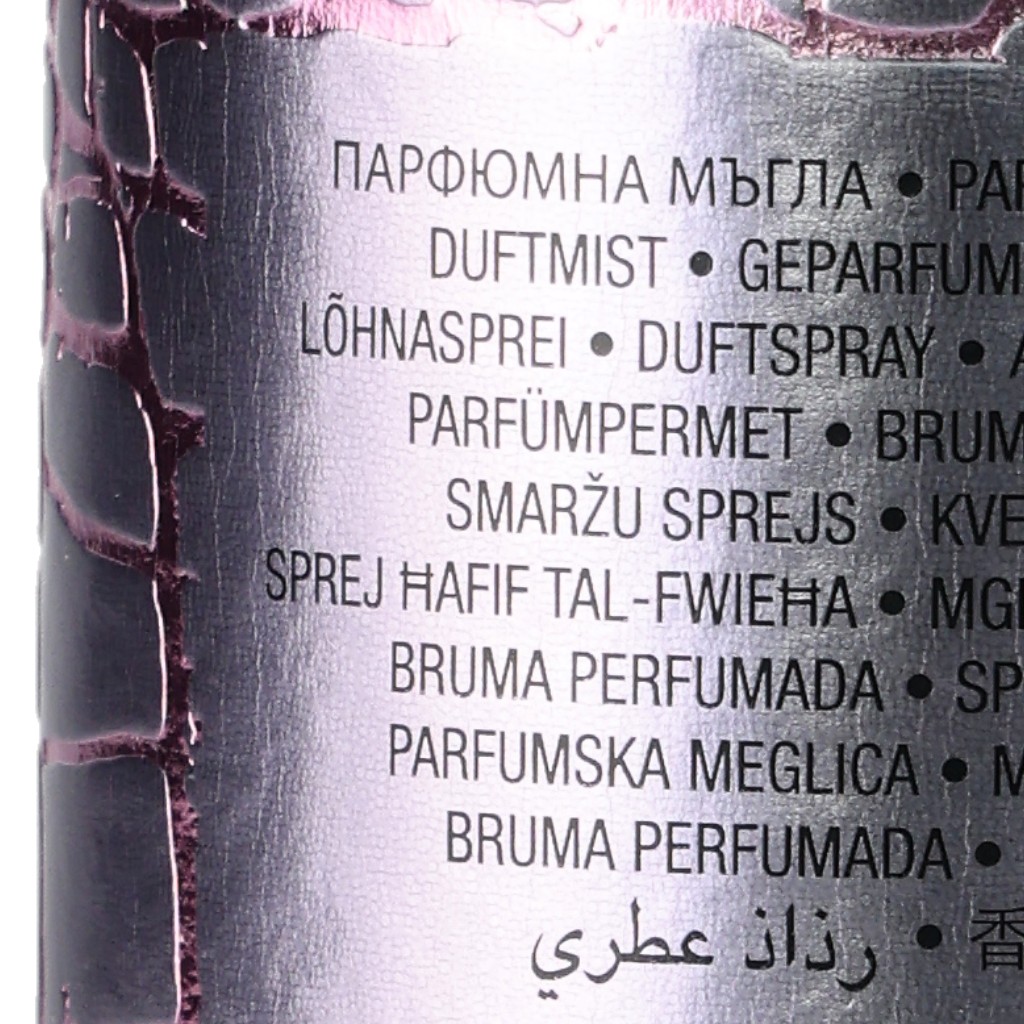 ПАРФЮМНА МЪГЛА •
DUFTMIST •
LÕHNASPREI • DUFTSPRAY •
PARFÜMPERMET •
SMARŽU SPREJS •
SPREJ ĦAFIF TAL-FWIEĦA •
BRUMA PERFUMADA •
PARFUMSKA MEGLICA •
BRUMA PERFUMADA •
رذاذ عطري • 香